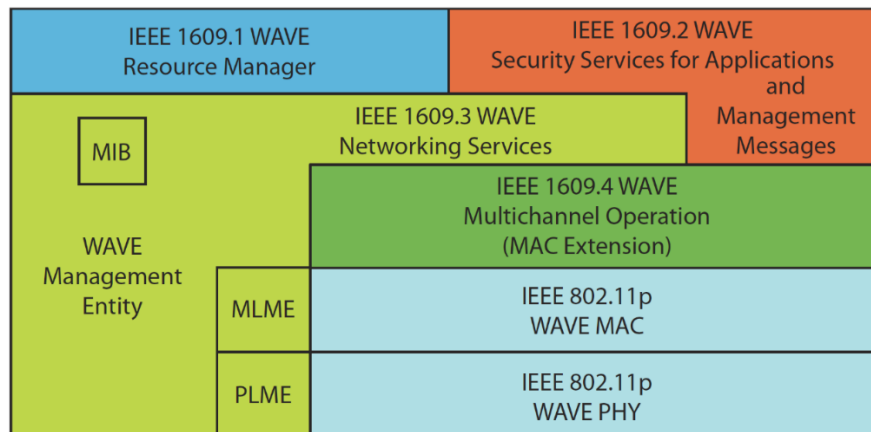 IEEE 1609.1 WAVE
Resource Manager
IEEE 1609.2 WAVE
Security Services for Applications
and
Management
Messages
IEEE 1609.3 WAVE
Networking Services
MIB
IEEE 1609.4 WAVE
Multichannel Operation
(MAC Extension)
WAVE
Management
Entity
MLME
IEEE 802.11p
WAVE MAC
PLME
IEEE 802.11p
WAVE PHY